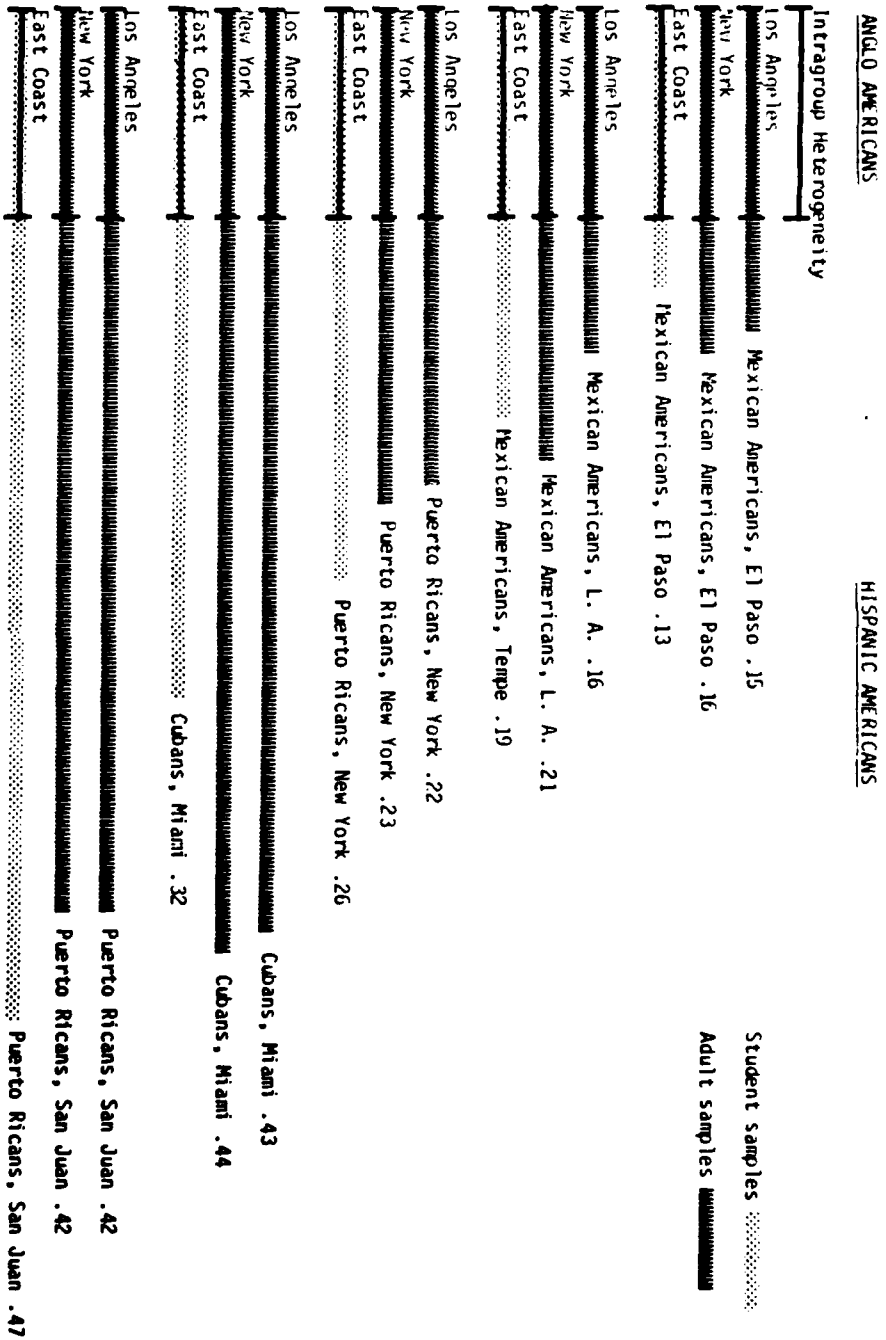 ANGLO AMERICANS
HISPANIC AMERICANS
Intragroup Heterogeneity
Student samples
Adult samples
Los Angeles
Mexican Americans, El Paso .15
New York
Mexican Americans, El Paso .16
East Coast
Mexican Americans, El Paso .13
Los Angeles
Mexican Americans, L. A. .16
New York
Mexican Americans, L. A. .21
East Coast
Mexican Americans, Tempe .19
Los Angeles
Puerto Ricans, New York .22
New York
Puerto Ricans, New York .23
East Coast
Puerto Ricans, New York .26
Los Angeles
Cubans, Miami .43
New York
Cubans, Miami .44
East Coast
Cubans, Miami .32
Los Angeles
Puerto Ricans, San Juan .42
New York
Puerto Ricans, San Juan .42
East Coast
Puerto Ricans, San Juan .47